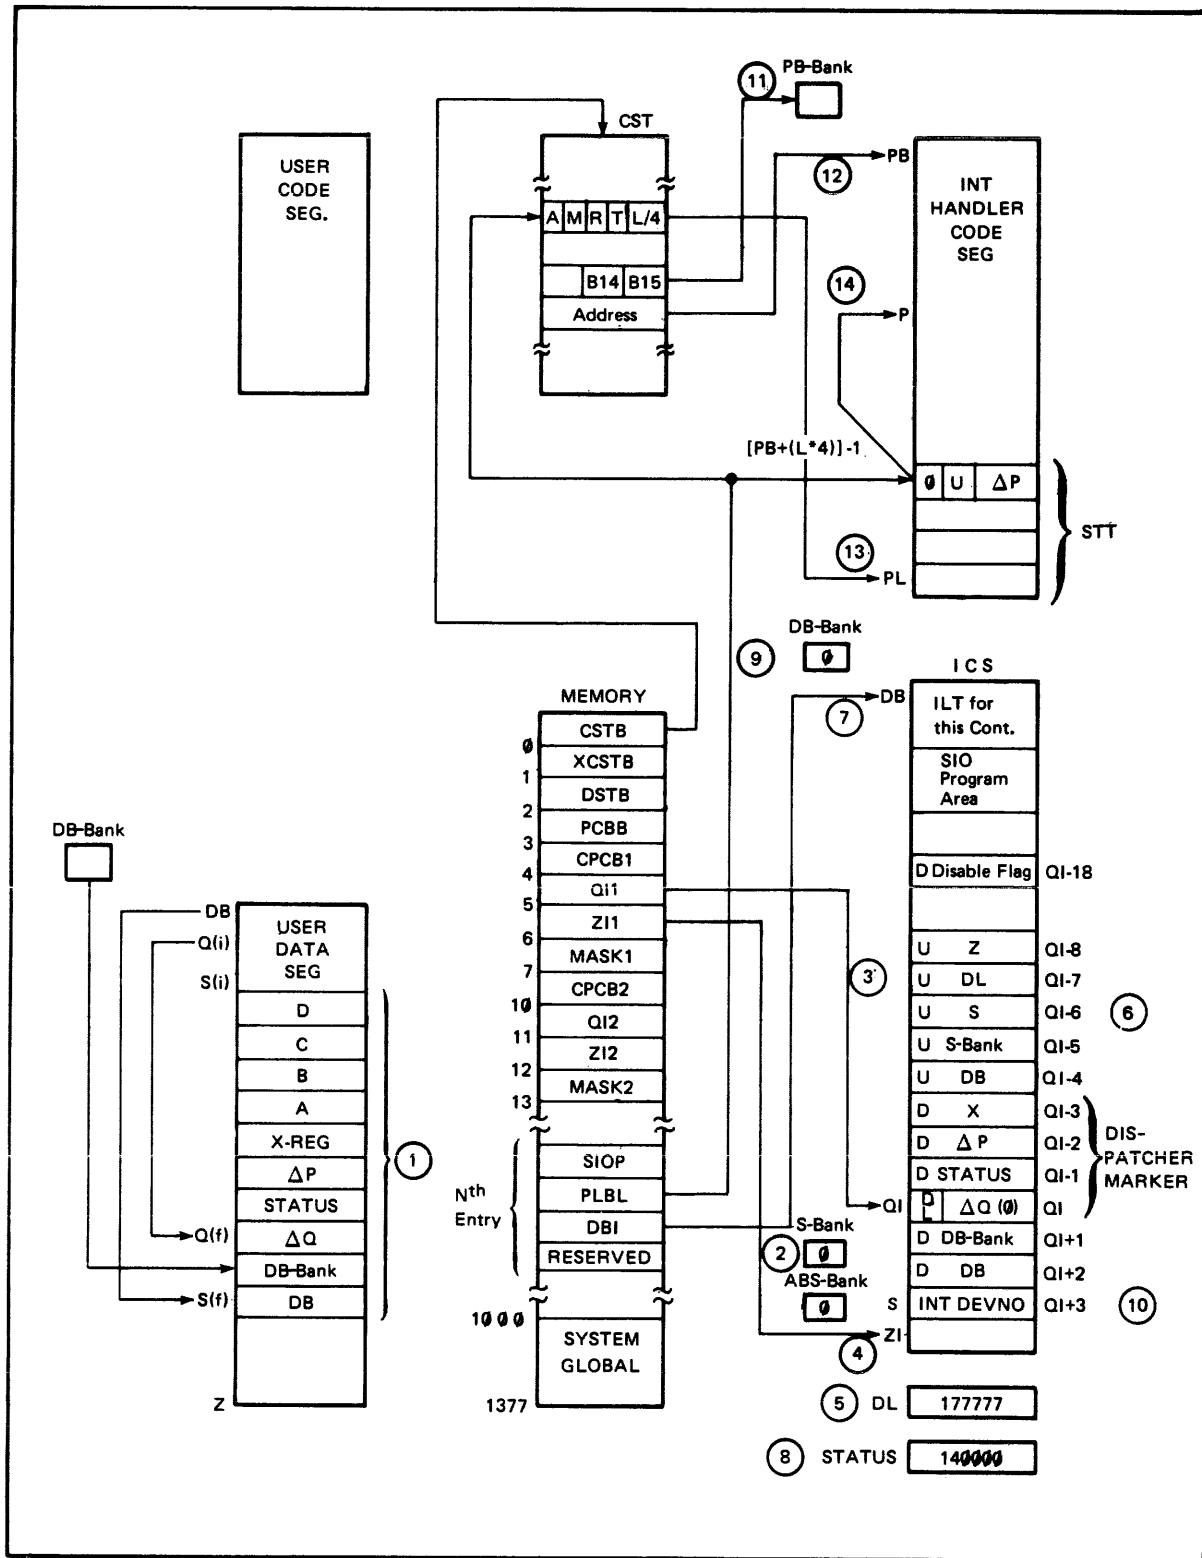 11
PB-Bank
CST
USER
CODE
SEG.
A M R T L/4
B14 B15
Address
12
PB
INT
HANDLER
CODE
SEG
14
P
[PB+(L*4)]-1
Ø U ΔP
STT
13
PL
9
DB-Bank
Ø
ICS
MEMORY
CSTB
Ø
XCSTB
1
DSTB
2
PCBB
3
CPCB1
4
QI1
5
ZI1
6
MASK1
7
CPCB2
1Ø
QI2
11
ZI2
12
MASK2
13
Nth
Entry
SIOP
PLBL
DBI
RESERVED
1ØØØ
SYSTEM
GLOBAL
1377
7
DB
ILT for
this Cont.
SIO
Program
Area
D Disable Flag QI-18
U Z QI-8
U DL QI-7
U S QI-6
U S-Bank QI-5
U DB QI-4
D X QI-3
D ΔP QI-2
D STATUS QI-1
QI D L ΔQ (Ø) QI
D DB-Bank QI+1
D DB QI+2
S INT DEVNO QI+3
ZI
3
6
10
DIS-
PATCHER
MARKER
S-Bank
2 Ø
ABS-Bank
Ø
4
5 DL 177777
8 STATUS 14ØØØØ
DB-Bank
DB
Q(i)
S(i)
USER
DATA
SEG
D
C
B
A
X-REG
ΔP
STATUS
Q(f) ΔQ
DB-Bank
S(f) DB
Z
1